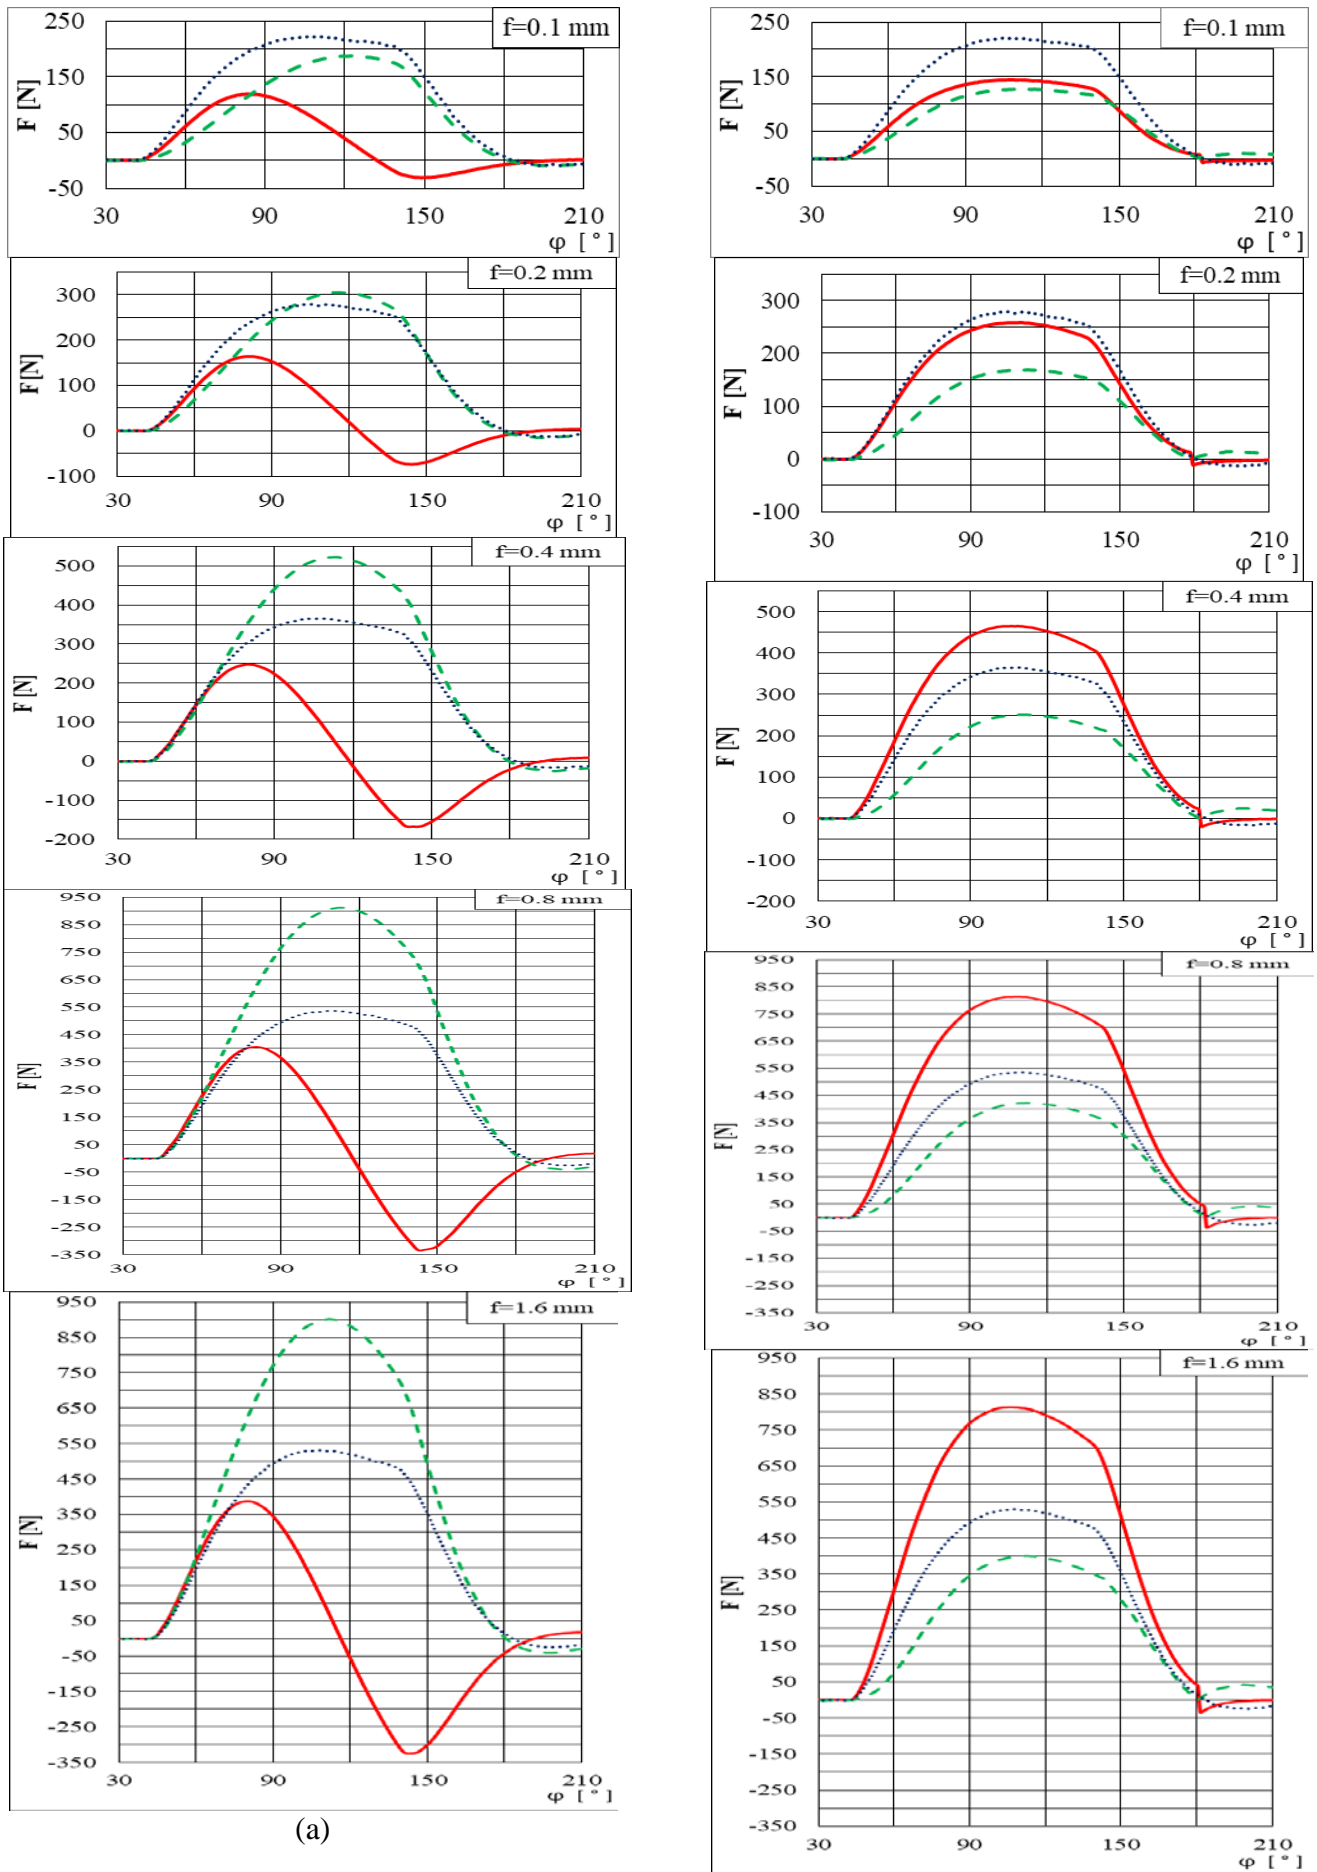 f=0.1 mm
250
150
50
-50
F [N]
30 90 150 210
φ [ ° ]
f=0.2 mm
300
200
100
0
-100
F[N]
30 90 150 210
φ [ ° ]
f=0.4 mm
500
400
300
200
100
0
-100
-200
F [N]
30 90 150 210
φ [ ° ]
f=0.8 mm
950
850
750
650
550
450
350
250
150
50
-50
-150
-250
-350
F[N]
30 90 150 210
φ [ ° ]
f=1.6 mm
950
850
750
650
550
450
350
250
150
50
-50
-150
-250
-350
F [N]
30 90 150 210
φ [ ° ]
(a)
f=0.1 mm
250
150
50
-50
F [N]
30 90 150 210
φ [ ° ]
f=0.2 mm
300
200
100
0
-100
F [N]
30 90 150 210
φ [ ° ]
f=0.4 mm
500
400
300
200
100
0
-100
-200
F [N]
30 90 150 210
φ [ ° ]
f=0.8 mm
950
850
750
650
550
450
350
250
150
50
-50
-150
-250
-350
F[N]
30 90 150 210
φ [ ° ]
f=1.6 mm
950
850
750
650
550
450
350
250
150
50
-50
-150
-250
-350
F [N]
30 90 150 210
φ [ ° ]